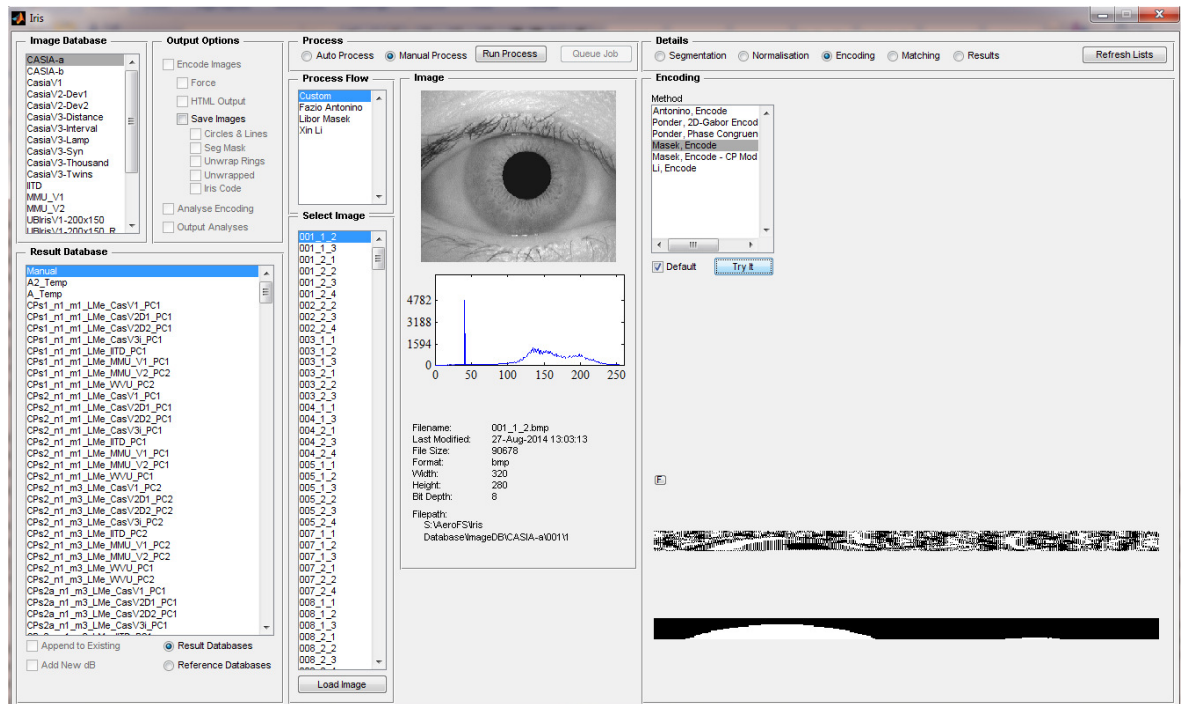 Iris
Image Database
CASIA-a
CASIA-b
CasiaV1
CasiaV2-Dev1
CasiaV2-Dev2
CasiaV3-Distance
CasiaV3-Interval
CasiaV3-Lamp
CasiaV3-Syn
CasiaV3-Thousand
CasiaV3-Twins
IITD
MMU_V1
MMU_V2
UBIrisV1-200x150
UBIrisV1-200x150_R
Output Options
Encode Images
Force
HTML Output
Save Images
Circles & Lines
Seg Mask
Unwrap Rings
Unwrapped
Iris Code
Analyse Encoding
Output Analyses
Result Database
Manual
A2_Temp
A_Temp
CPs1_n1_m1_LMe_CasV1_PC1
CPs1_n1_m1_LMe_CasV2D1_PC1
CPs1_n1_m1_LMe_CasV2D2_PC1
CPs1_n1_m1_LMe_CasV3i_PC1
CPs1_n1_m1_LMe_IITD_PC1
CPs1_n1_m1_LMe_MMU_V1_PC1
CPs1_n1_m1_LMe_MMU_V2_PC2
CPs1_n1_m1_LMe_WVU_PC2
CPs2_n1_m1_LMe_CasV1_PC1
CPs2_n1_m1_LMe_CasV2D1_PC1
CPs2_n1_m1_LMe_CasV2D2_PC1
CPs2_n1_m1_LMe_CasV3i_PC1
CPs2_n1_m1_LMe_IITD_PC1
CPs2_n1_m1_LMe_MMU_V1_PC1
CPs2_n1_m1_LMe_MMU_V2_PC1
CPs2_n1_m1_LMe_WVU_PC1
CPs2_n1_m3_LMe_CasV1_PC2
CPs2_n1_m3_LMe_CasV2D1_PC2
CPs2_n1_m3_LMe_CasV2D2_PC2
CPs2_n1_m3_LMe_CasV3i_PC2
CPs2_n1_m3_LMe_IITD_PC2
CPs2_n1_m3_LMe_MMU_V1_PC2
CPs2_n1_m3_LMe_MMU_V2_PC2
CPs2_n1_m3_LMe_WVU_PC1
CPs2_n1_m3_LMe_WVU_PC2
CPs2a_n1_m3_LMe_CasV1_PC1
CPs2a_n1_m3_LMe_CasV2D1_PC1
CPs2a_n1_m3_LMe_CasV2D2_PC1
CPs2a_n1_m3_LMe_CasV3i_PC1
Append to Existing
Result Databases
Add New dB
Reference Databases
Process
Auto Process
Manual Process
Run Process
Queue Job
Process Flow
Custom
Fazio Antonino
Libor Masek
Xin Li
Select Image
001_1_2
001_1_3
001_2_1
001_2_2
001_2_3
001_2_4
002_2_2
002_2_3
002_2_4
003_1_1
003_1_2
003_1_3
003_2_1
003_2_2
003_2_3
004_1_1
004_1_3
004_2_1
004_2_3
004_2_4
005_1_1
005_1_2
005_1_3
005_2_2
005_2_3
005_2_4
007_1_1
007_1_2
007_1_3
007_2_1
007_2_2
007_2_4
008_1_1
008_1_2
008_1_3
008_2_1
008_2_2
008_2_3
Load Image
Image
4782
3188
1594
0
0 50 100 150 200 250
Filename: 001_1_2.bmp
Last Modified: 27-Aug-2014 13:03:13
File Size: 90678
Format: bmp
Width: 320
Height: 280
Bit Depth: 8
Filepath:
S:\AeroFS\Iris
Database\ImageDB\CASIA-a\001\1
Details
Segmentation
Normalisation
Encoding
Matching
Results
Refresh Lists
Encoding
Method
Antonino, Encode
Ponder, 2D-Gabor Encod
Ponder, Phase Congruen
Masek, Encode
Masek, Encode - CP Mod
Li, Encode
Default
Try It